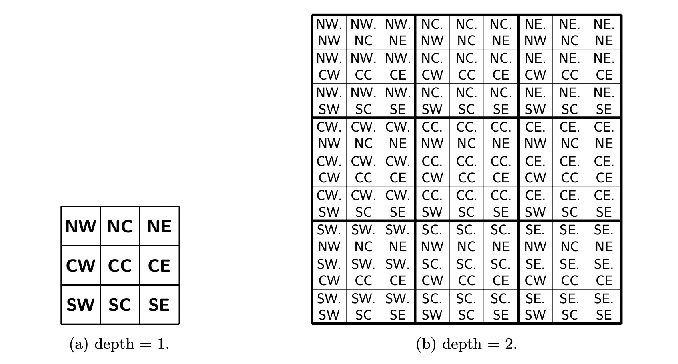 NW NC NE
CW CC CE
SW SC SE
(a) depth = 1.
NW. NW. NW. NC. NC. NC. NE. NE. NE.
NW NC NE NW NC NE NW NC NE
NW. NW. NW. NC. NC. NC. NE. NE. NE.
CW CC CE CW CC CE CW CC CE
NW. NW. NW. NC. NC. NC. NE. NE. NE.
SW SC SE SW SC SE SW SC SE
CW. CW. CW. CC. CC. CC. CE. CE. CE.
NW NC NE NW NC NE NW NC NE
CW. CW. CW. CC. CC. CC. CE. CE. CE.
CW CC CE CW CC CE CW CC CE
CW. CW. CW. CC. CC. CC. CE. CE. CE.
SW SC SE SW SC SE SW SC SE
SW. SW. SW. SC. SC. SC. SE. SE. SE.
NW NC NE NW NC NE NW NC NE
SW. SW. SW. SC. SC. SC. SE. SE. SE.
CW CC CE CW CC CE CW CC CE
SW. SW. SW. SC. SC. SC. SE. SE. SE.
SW SC SE SW SC SE SW SC SE
(b) depth = 2.